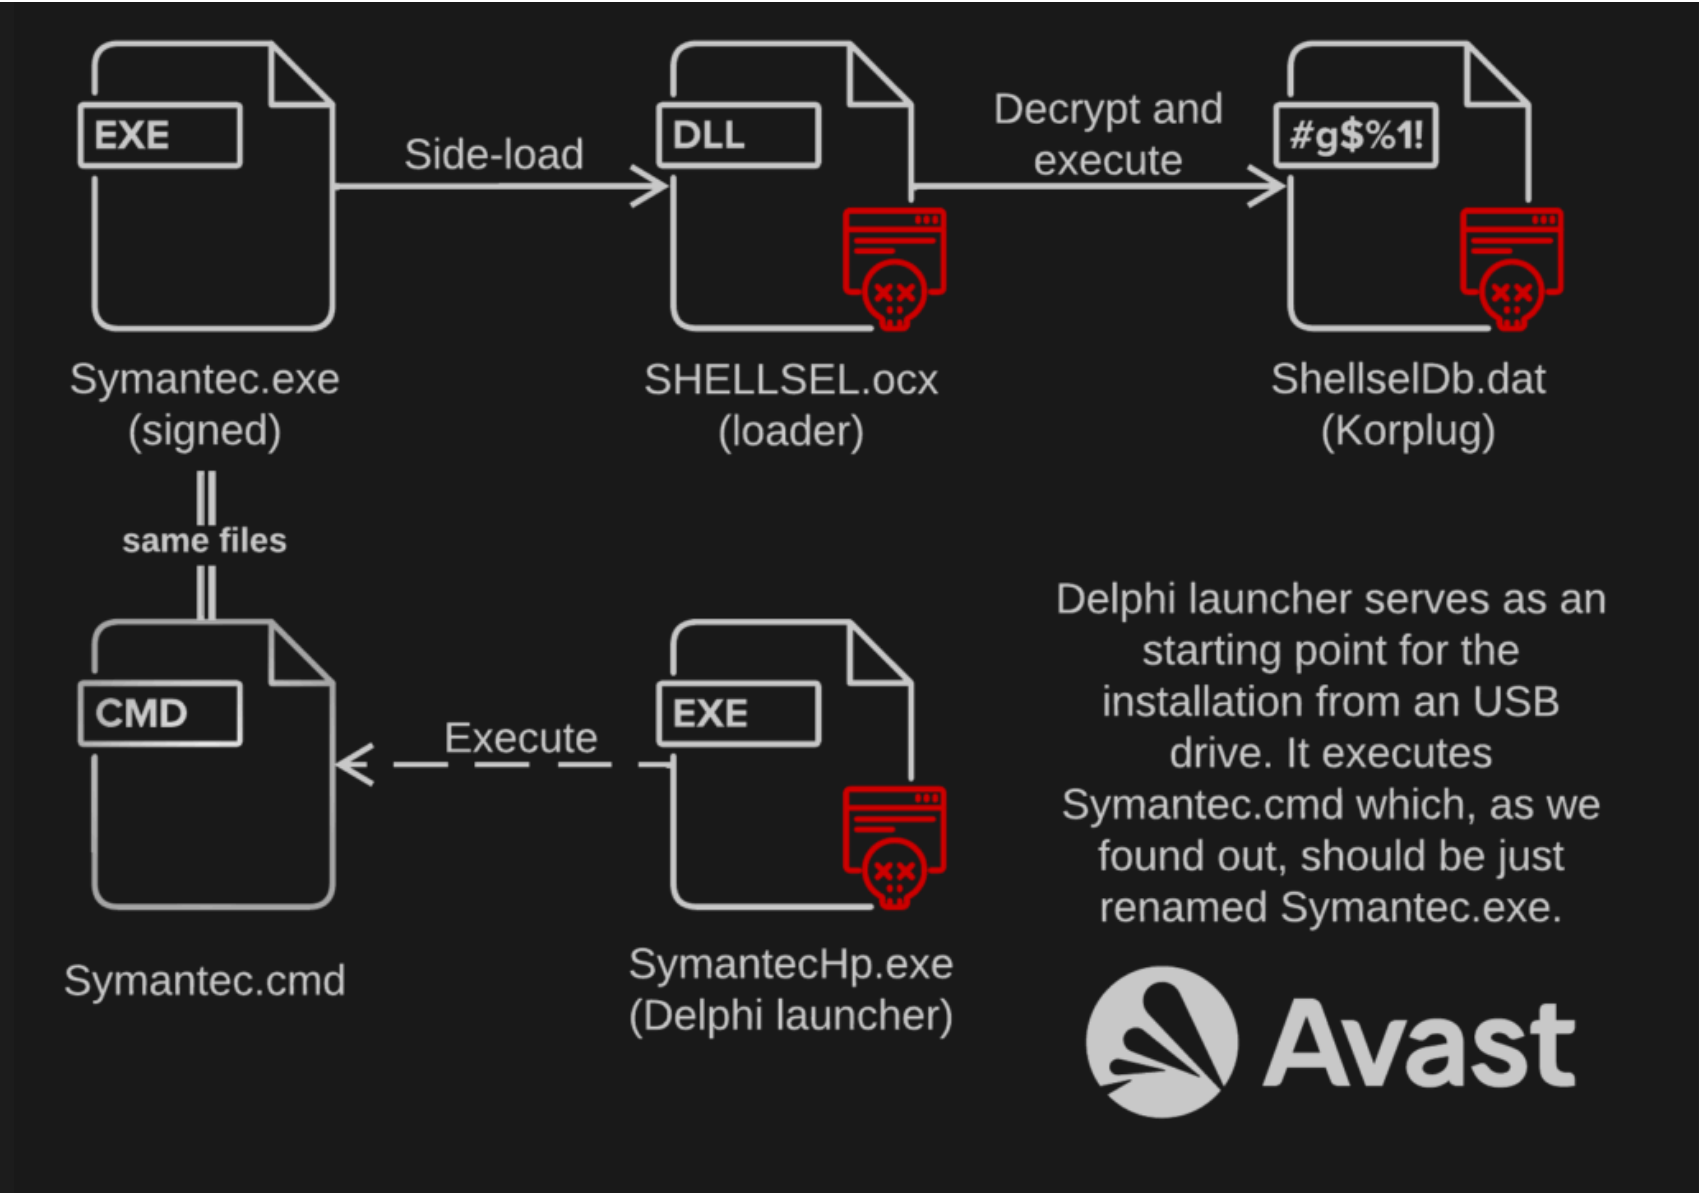 EXE
Side-load
DLL
Decrypt and
execute
#g$%1!
Symantec.exe
(signed)
SHELLSEL.ocx
(loader)
ShellselDb.dat
(Korplug)
same files
CMD
Execute
EXE
Symantec.cmd
SymantecHp.exe
(Delphi launcher)
Delphi launcher serves as an
starting point for the
installation from an USB
drive. It executes
Symantec.cmd which, as we
found out, should be just
renamed Symantec.exe.
Avast